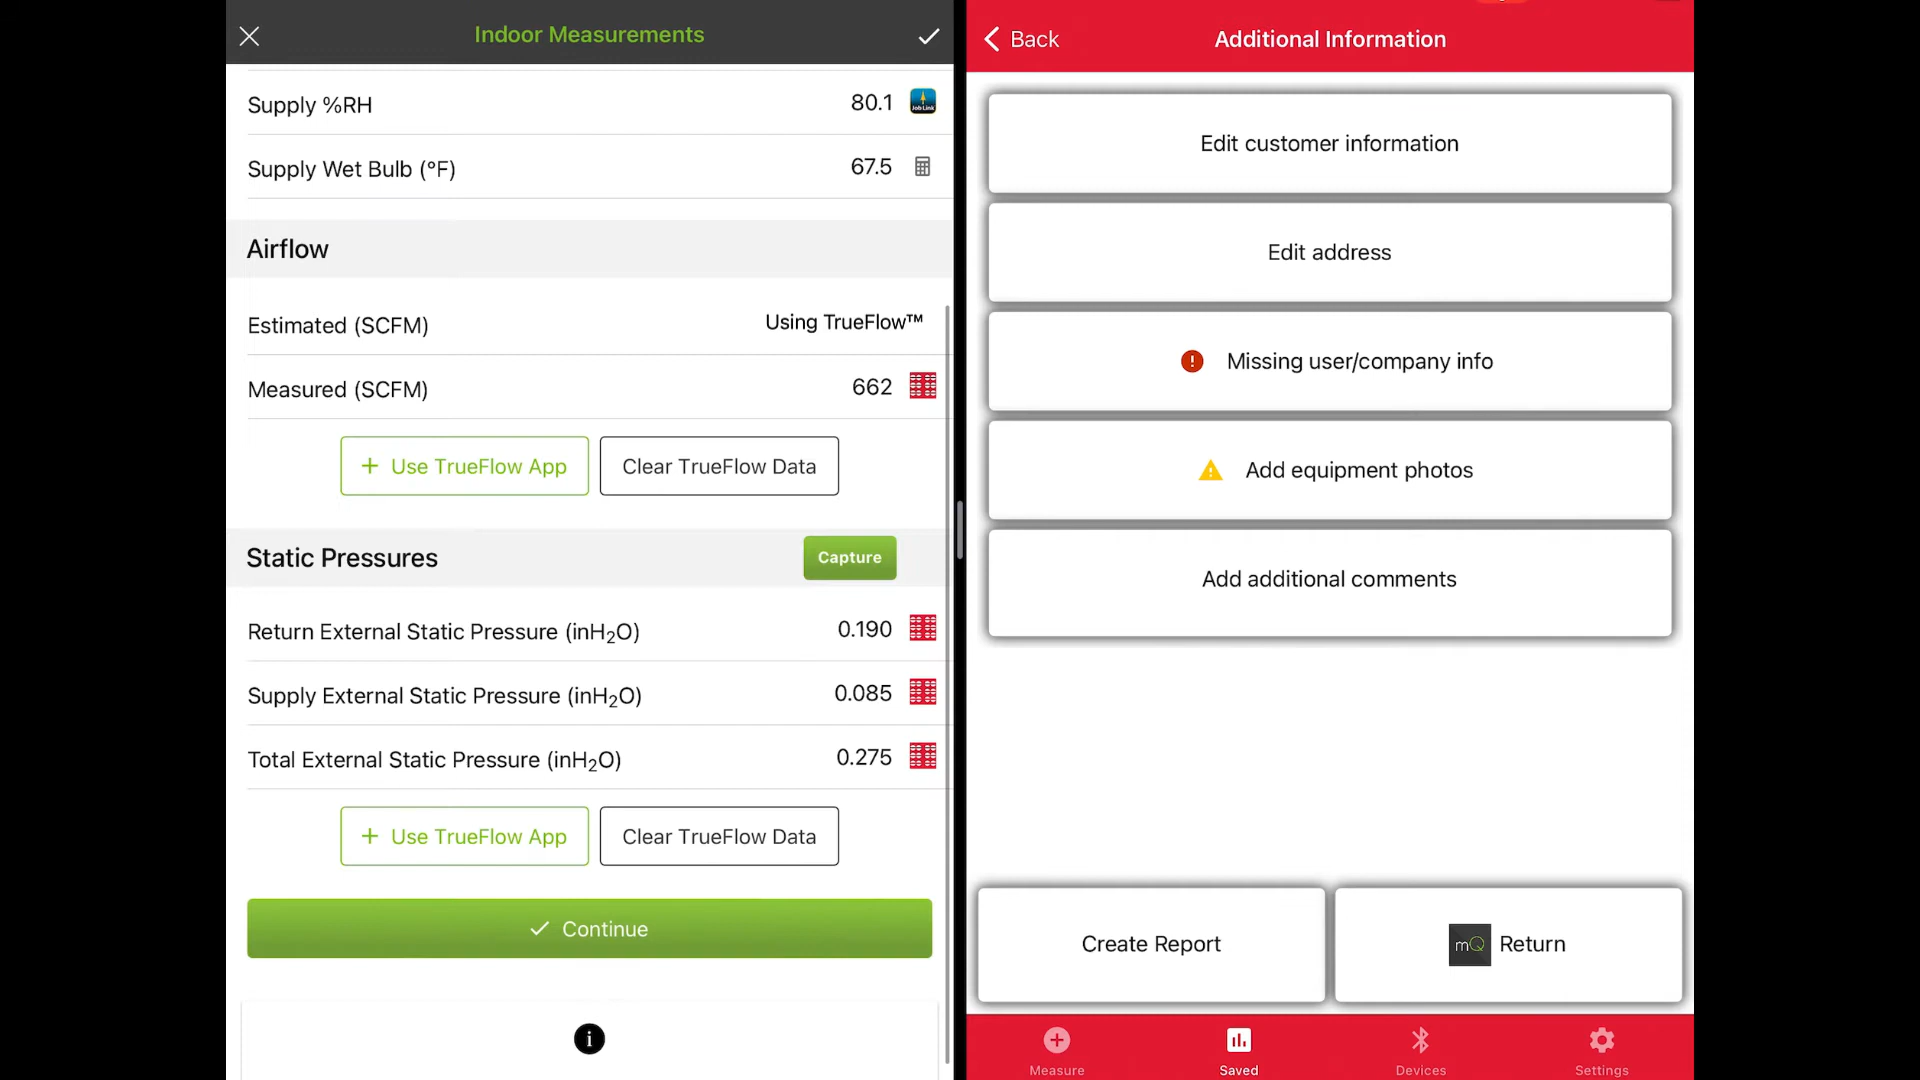 Indoor Measurements
Supply %RH 80.1
Job Link
Supply Wet Bulb (°F) 67.5
Airflow
Estimated (SCFM) Using TrueFlow™
Measured (SCFM) 662
+ Use TrueFlow App Clear TrueFlow Data
Static Pressures Capture
Return External Static Pressure (inH₂O) 0.190
Supply External Static Pressure (inH₂O) 0.085
Total External Static Pressure (inH₂O) 0.275
+ Use TrueFlow App Clear TrueFlow Data
Continue
i
Back Additional Information
Edit customer information
Edit address
! Missing user/company info
! Add equipment photos
Add additional comments
Create Report mQ Return
Measure Saved Devices Settings